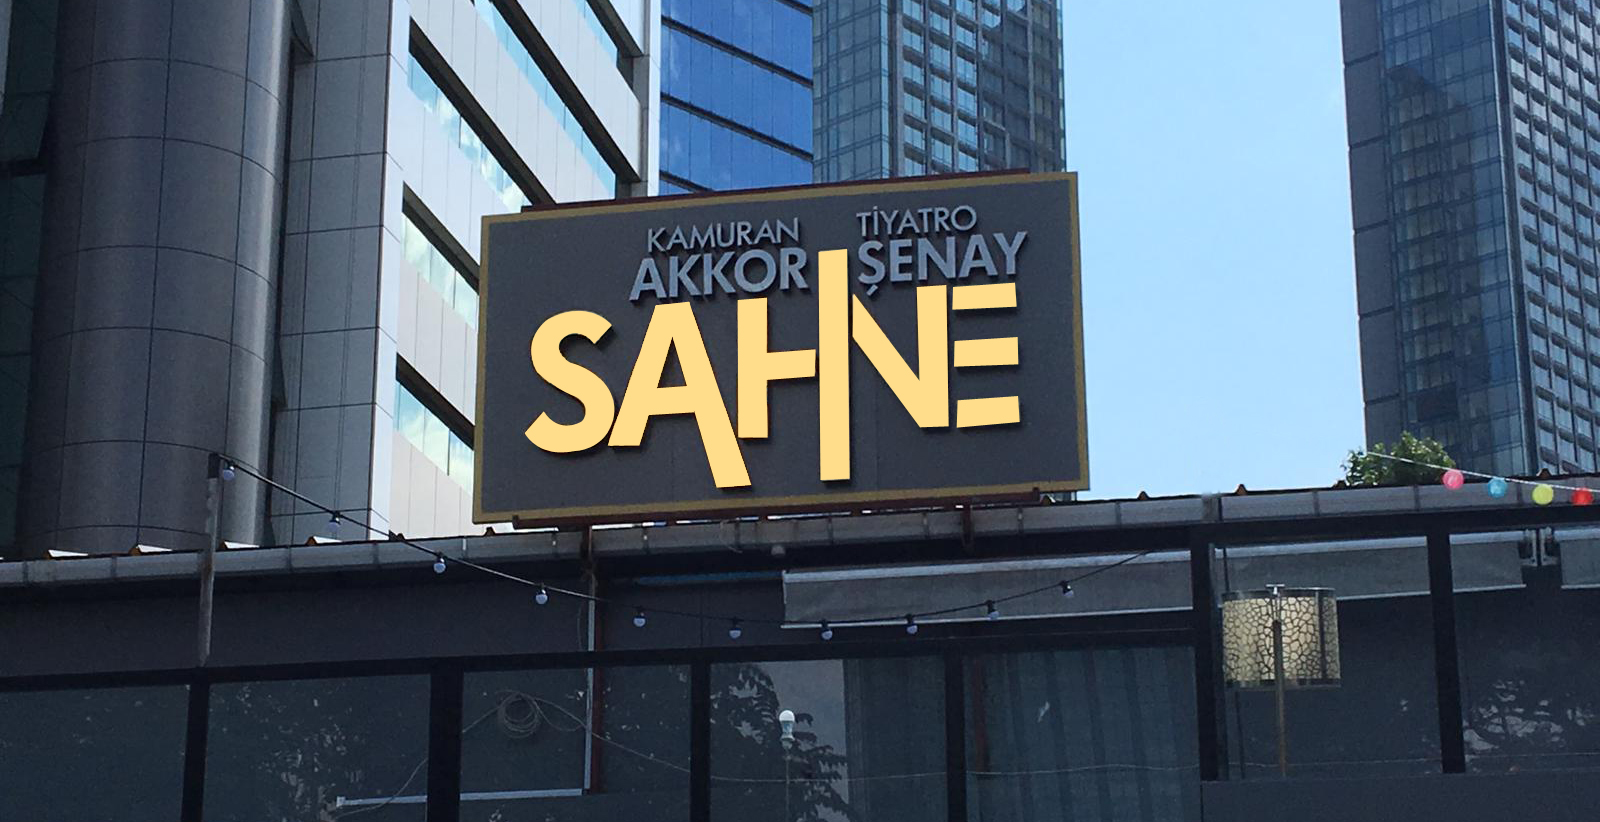 KAMURAN
AKKOR
TİYATRO
ŞENAY
SAHNE